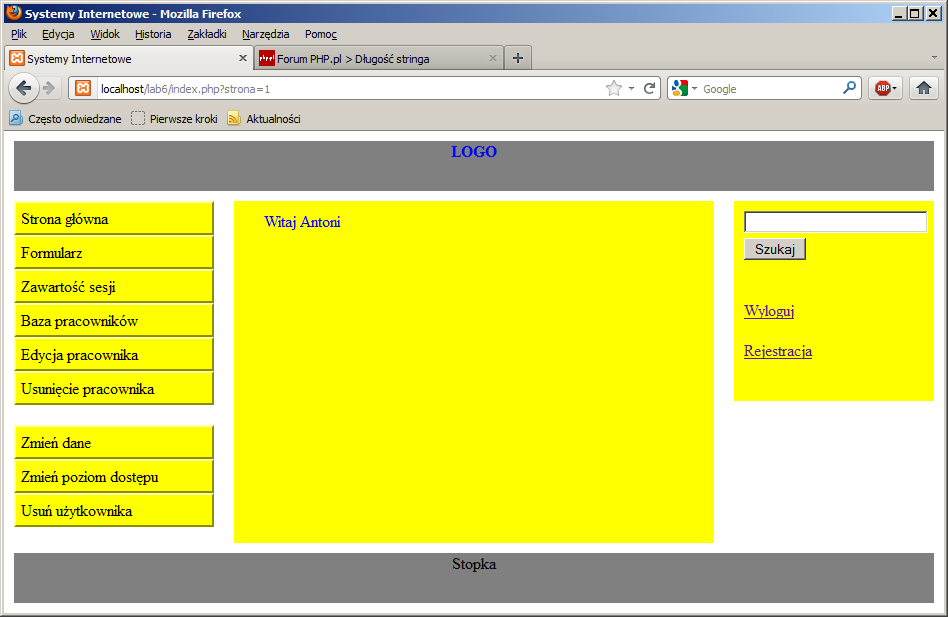 Systemy Internetowe - Mozilla Firefox
Plik Edycja Widok Historia Zakładki Narzędzia Pomoc
Systemy Internetowe
Forum PHP.pl > Długość stringa
localhost/lab6/index.php?strona=1
Google
ABP
Często odwiedzane Pierwsze kroki Aktualności
LOGO
Strona główna
Formularz
Zawartość sesji
Baza pracowników
Edycja pracownika
Usunięcie pracownika
Zmień dane
Zmień poziom dostępu
Usuń użytkownika
Witaj Antoni
Szukaj
Wyloguj
Rejestracja
Stopka